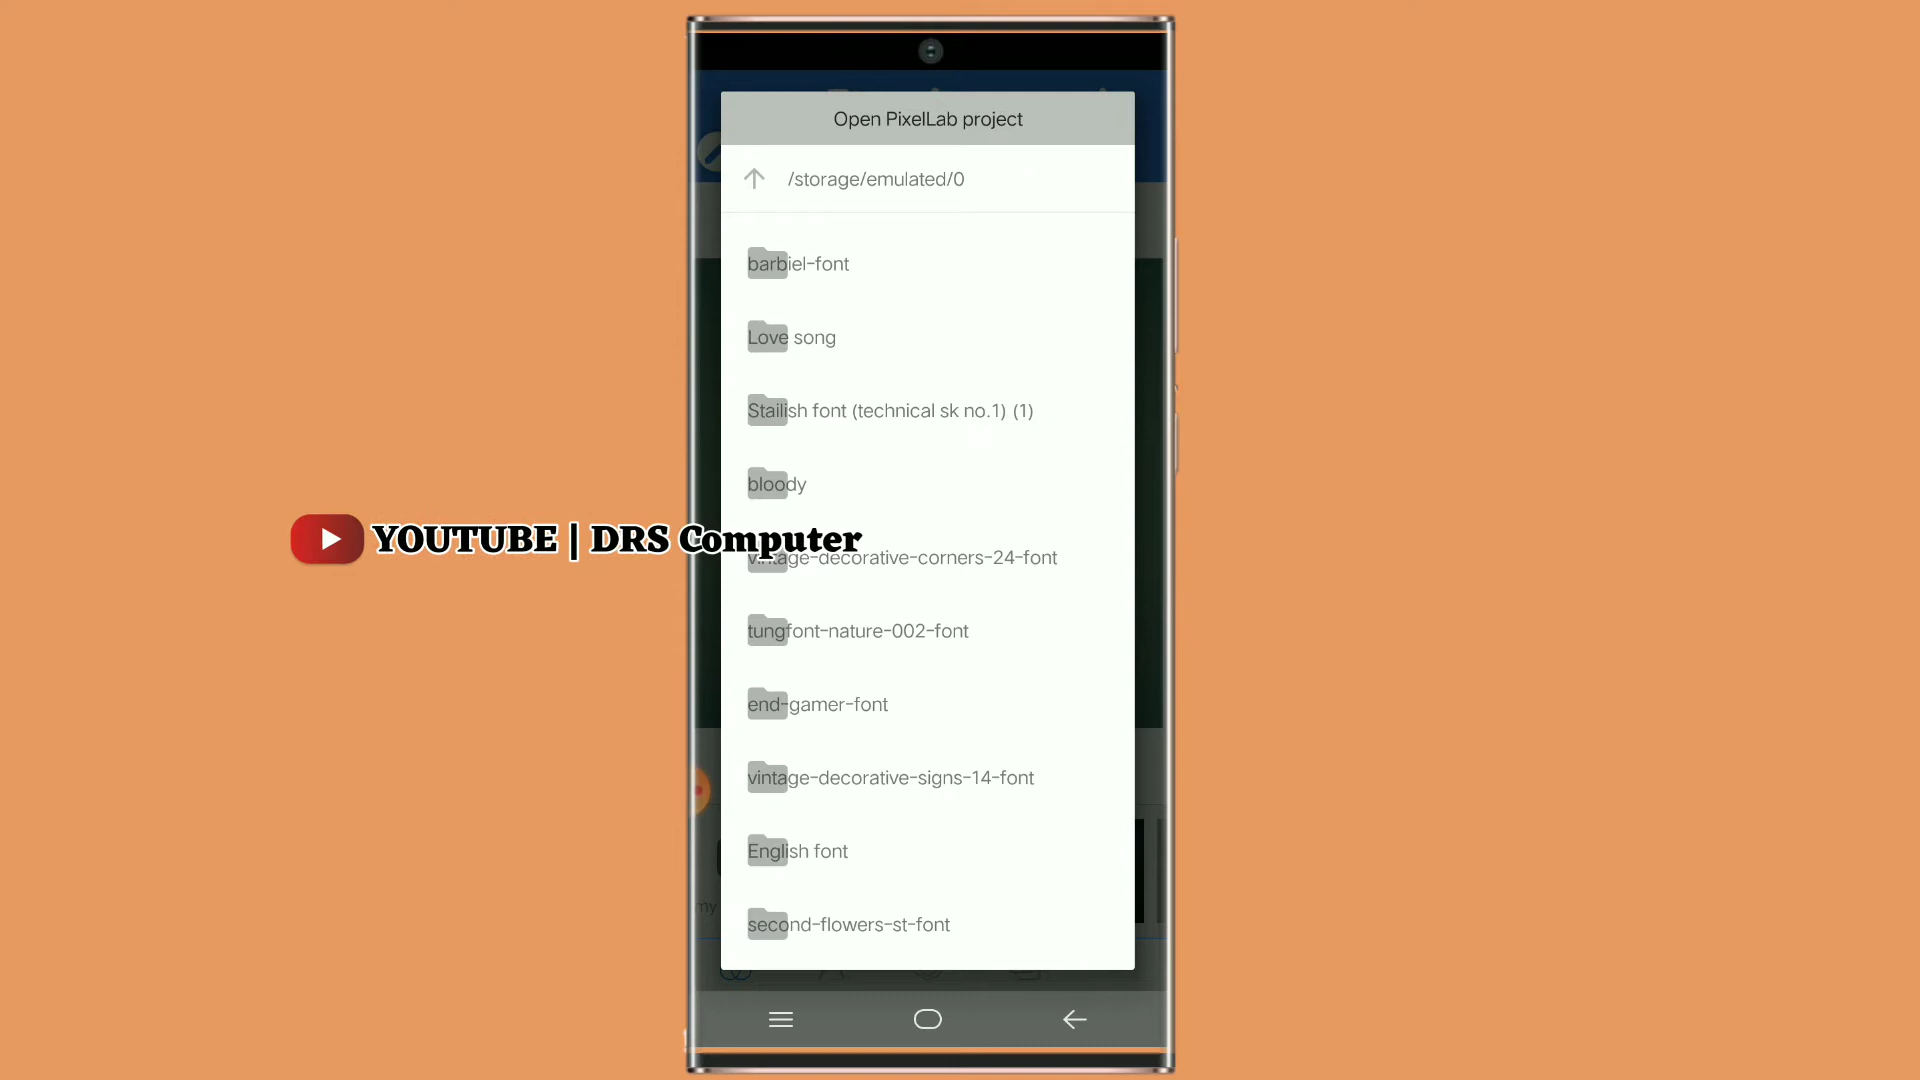 Open PixelLab project
/storage/emulated/0
barbiel-font
Love song
Stailish font (technical sk no.1) (1)
bloody
YOUTUBE | DRS Computer
vintage-decorative-corners-24-font
tungfont-nature-002-font
end-gamer-font
vintage-decorative-signs-14-font
English font
my
second-flowers-st-font